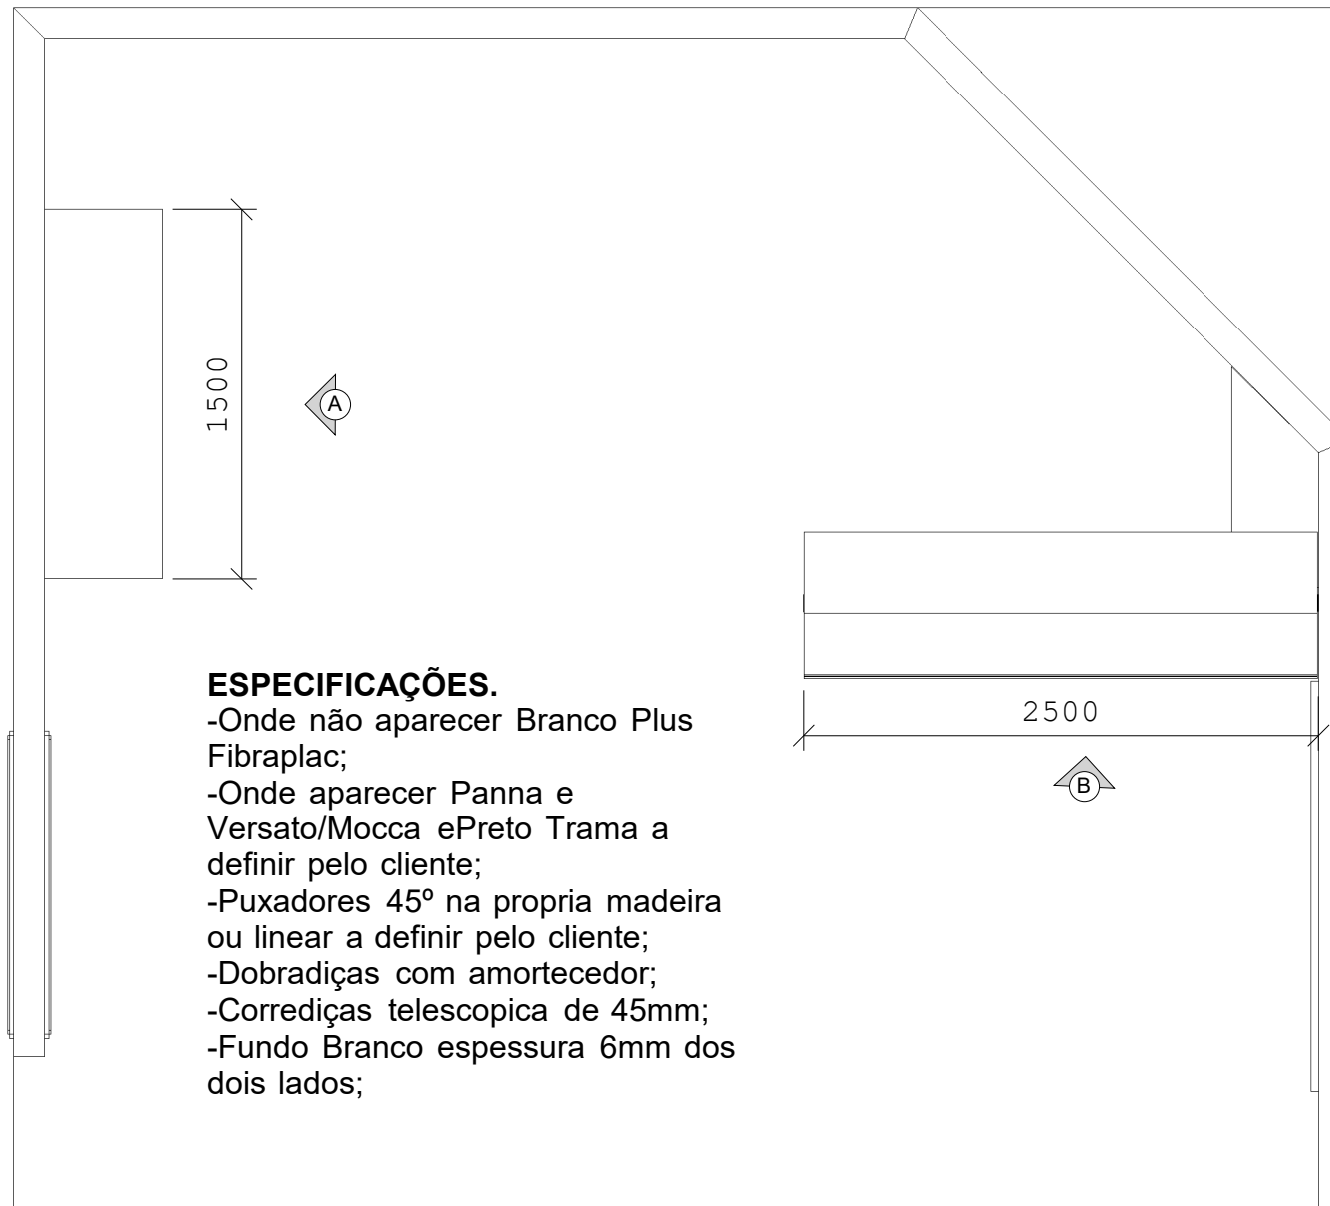 1500
A
2500
B
ESPECIFICAÇÕES.
-Onde não aparecer Branco Plus
Fibraplac;
-Onde aparecer Panna e
Versato/Mocca ePreto Trama a
definir pelo cliente;
-Puxadores 45º na propria madeira
ou linear a definir pelo cliente;
-Dobradiças com amortecedor;
-Corrediças telescopica de 45mm;
-Fundo Branco espessura 6mm dos
dois lados;